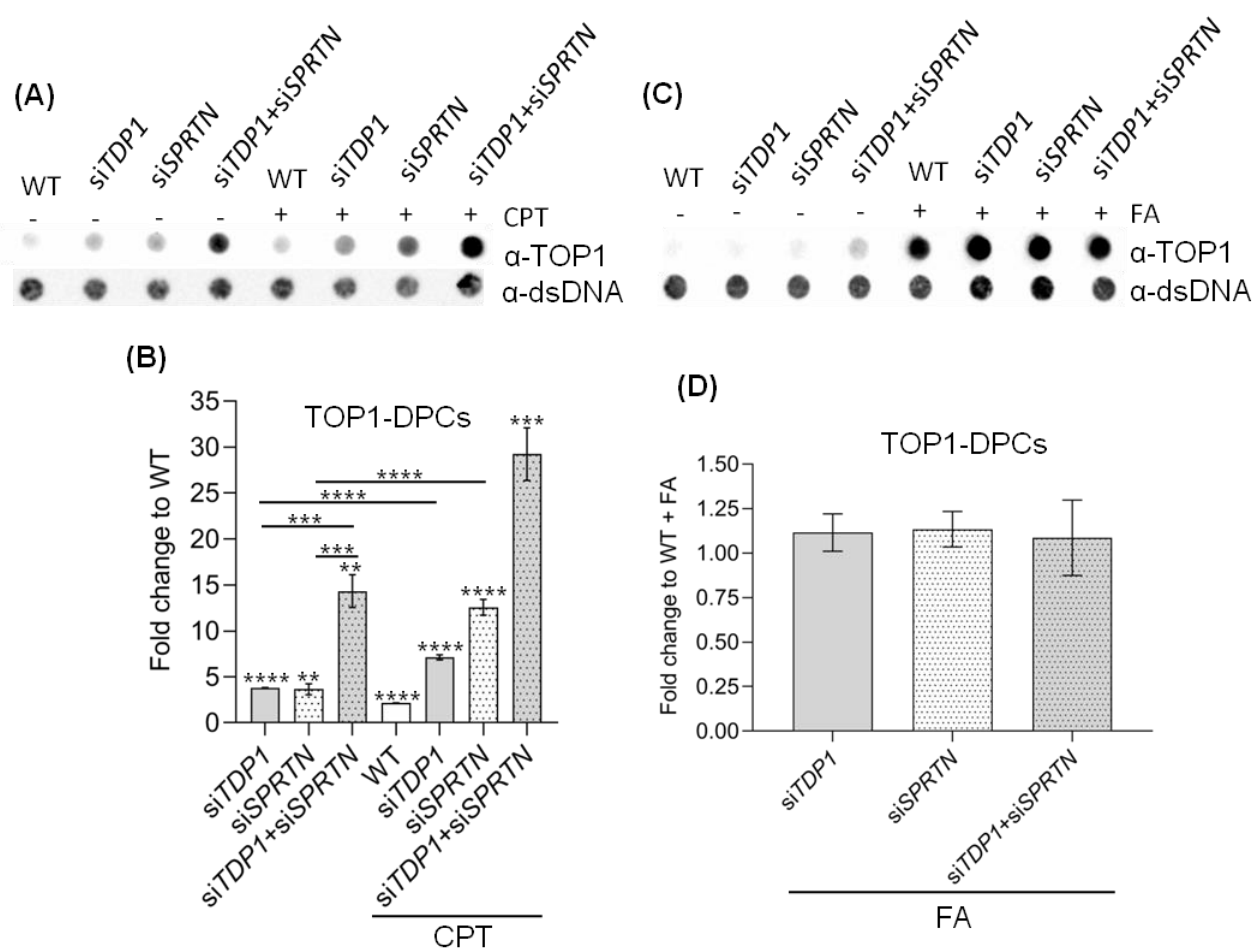 (A)
WT siTDP1 siSPRTN siTDP1+siSPRTN WT siTDP1 siSPRTN siTDP1+siSPRTN
- - - - + + + + CPT
α-TOP1
α-dsDNA
(C)
WT siTDP1 siSPRTN siTDP1+siSPRTN WT siTDP1 siSPRTN siTDP1+siSPRTN
- - - - + + + + FA
α-TOP1
α-dsDNA
(B)
TOP1-DPCs
Fold change to WT
35
30
25
20
15
10
5
0
***
****
****
***
***
**
****
****
**** **
****
siTDP1
siSPRTN
siTDP1+siSPRTN
WT
siTDP1
siSPRTN
siTDP1+siSPRTN
CPT
(D)
TOP1-DPCs
Fold change to WT + FA
1.50
1.25
1.00
0.75
0.50
0.25
0.00
siTDP1
siSPRTN
siTDP1+siSPRTN
FA